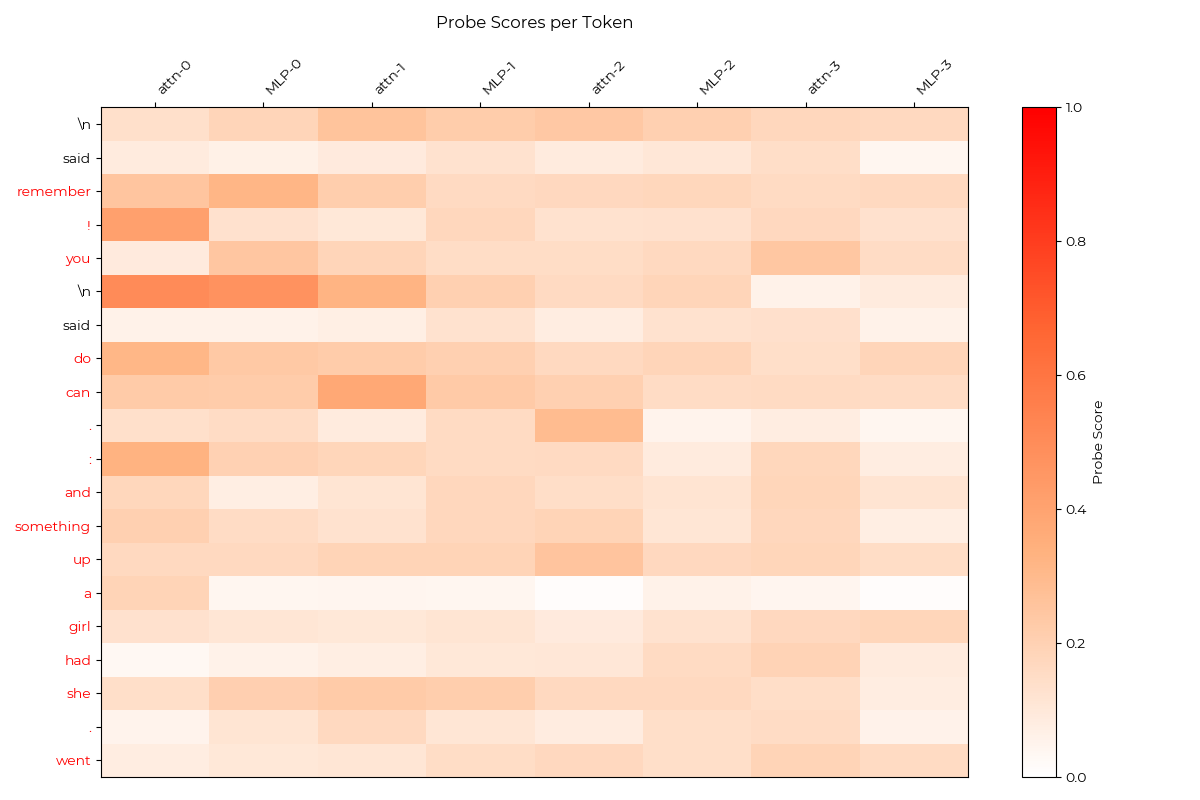 Probe Scores per Token
attn-0 MLP-0 attn-1 MLP-1 attn-2 MLP-2 attn-3 MLP-3
\n
said
remember
!
you
\n
said
do
can
.
:
and
something
up
a
girl
had
she
.
went
1.0
0.8
0.6
0.4
0.2
0.0
Probe Score